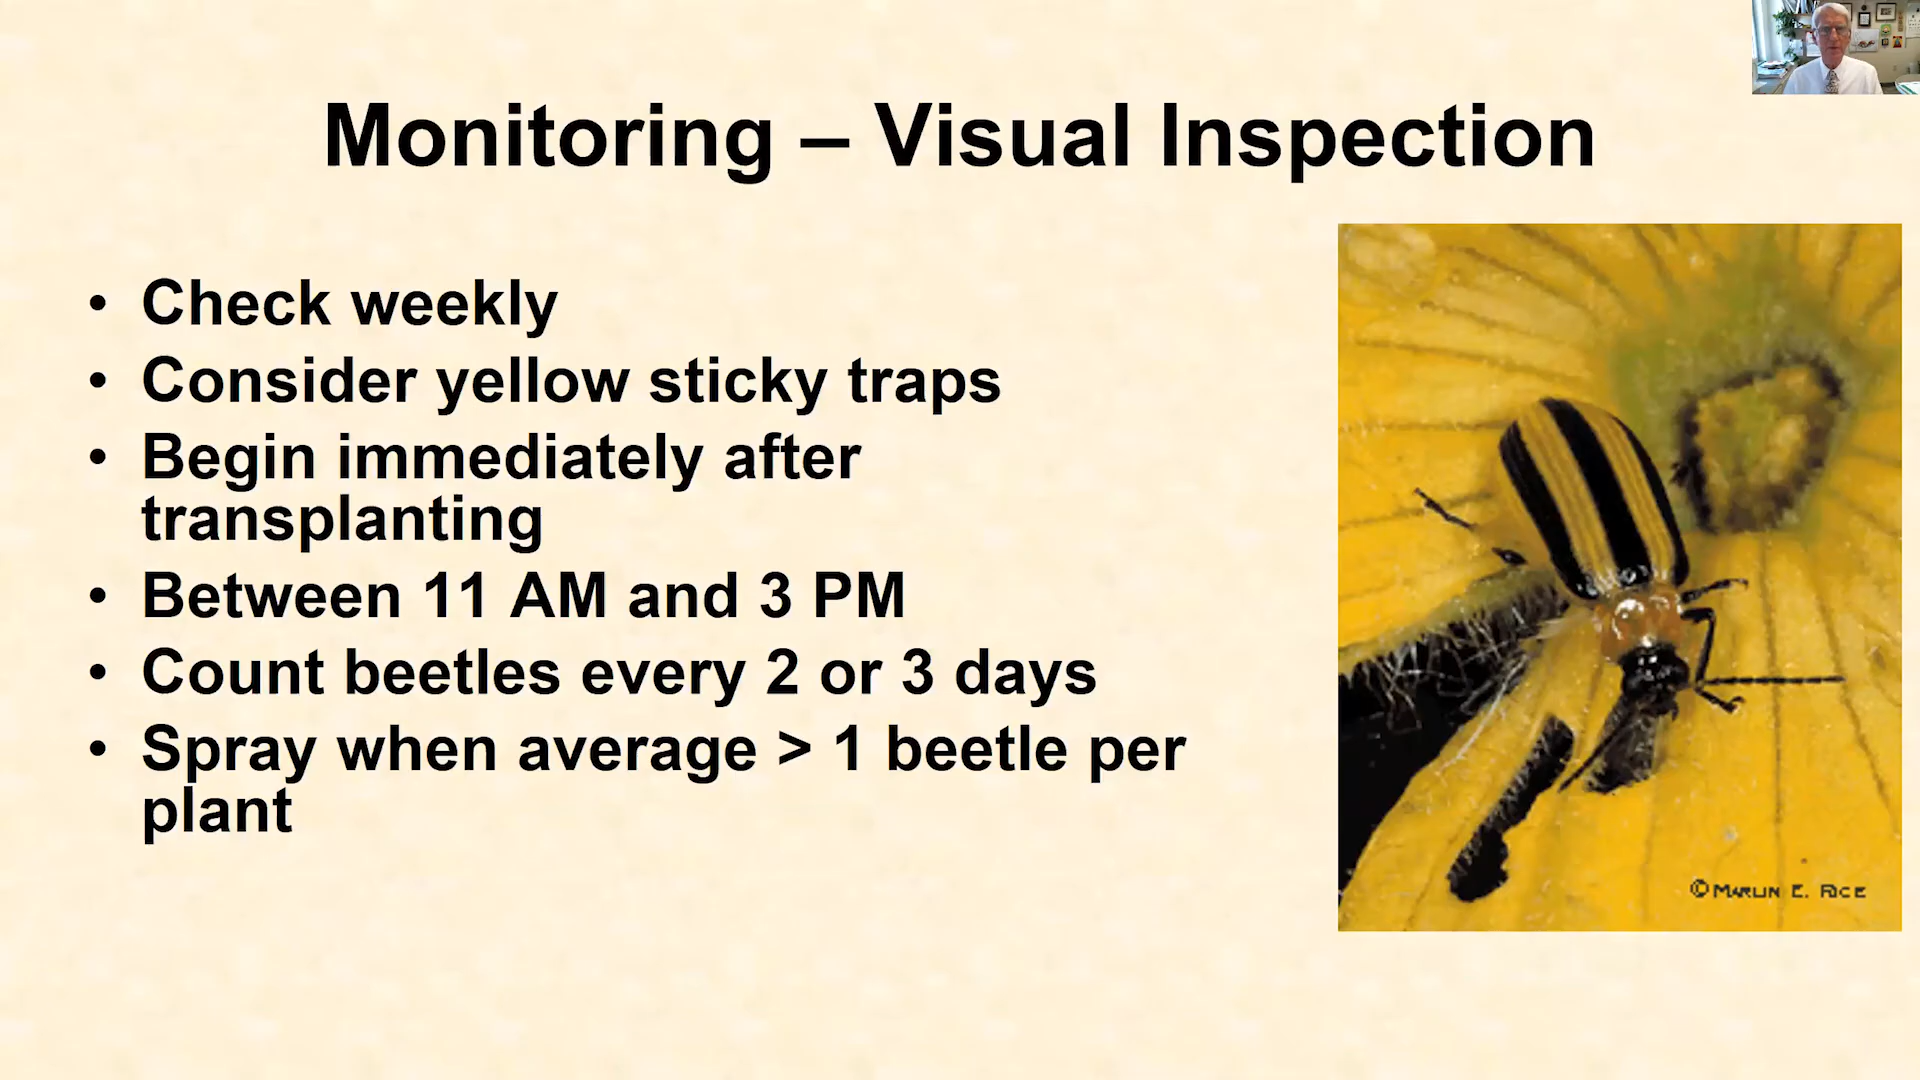 Monitoring – Visual Inspection
• Check weekly
• Consider yellow sticky traps
• Begin immediately after
transplanting
• Between 11 AM and 3 PM
• Count beetles every 2 or 3 days
• Spray when average > 1 beetle per
plant
© MARLIN E. RICE